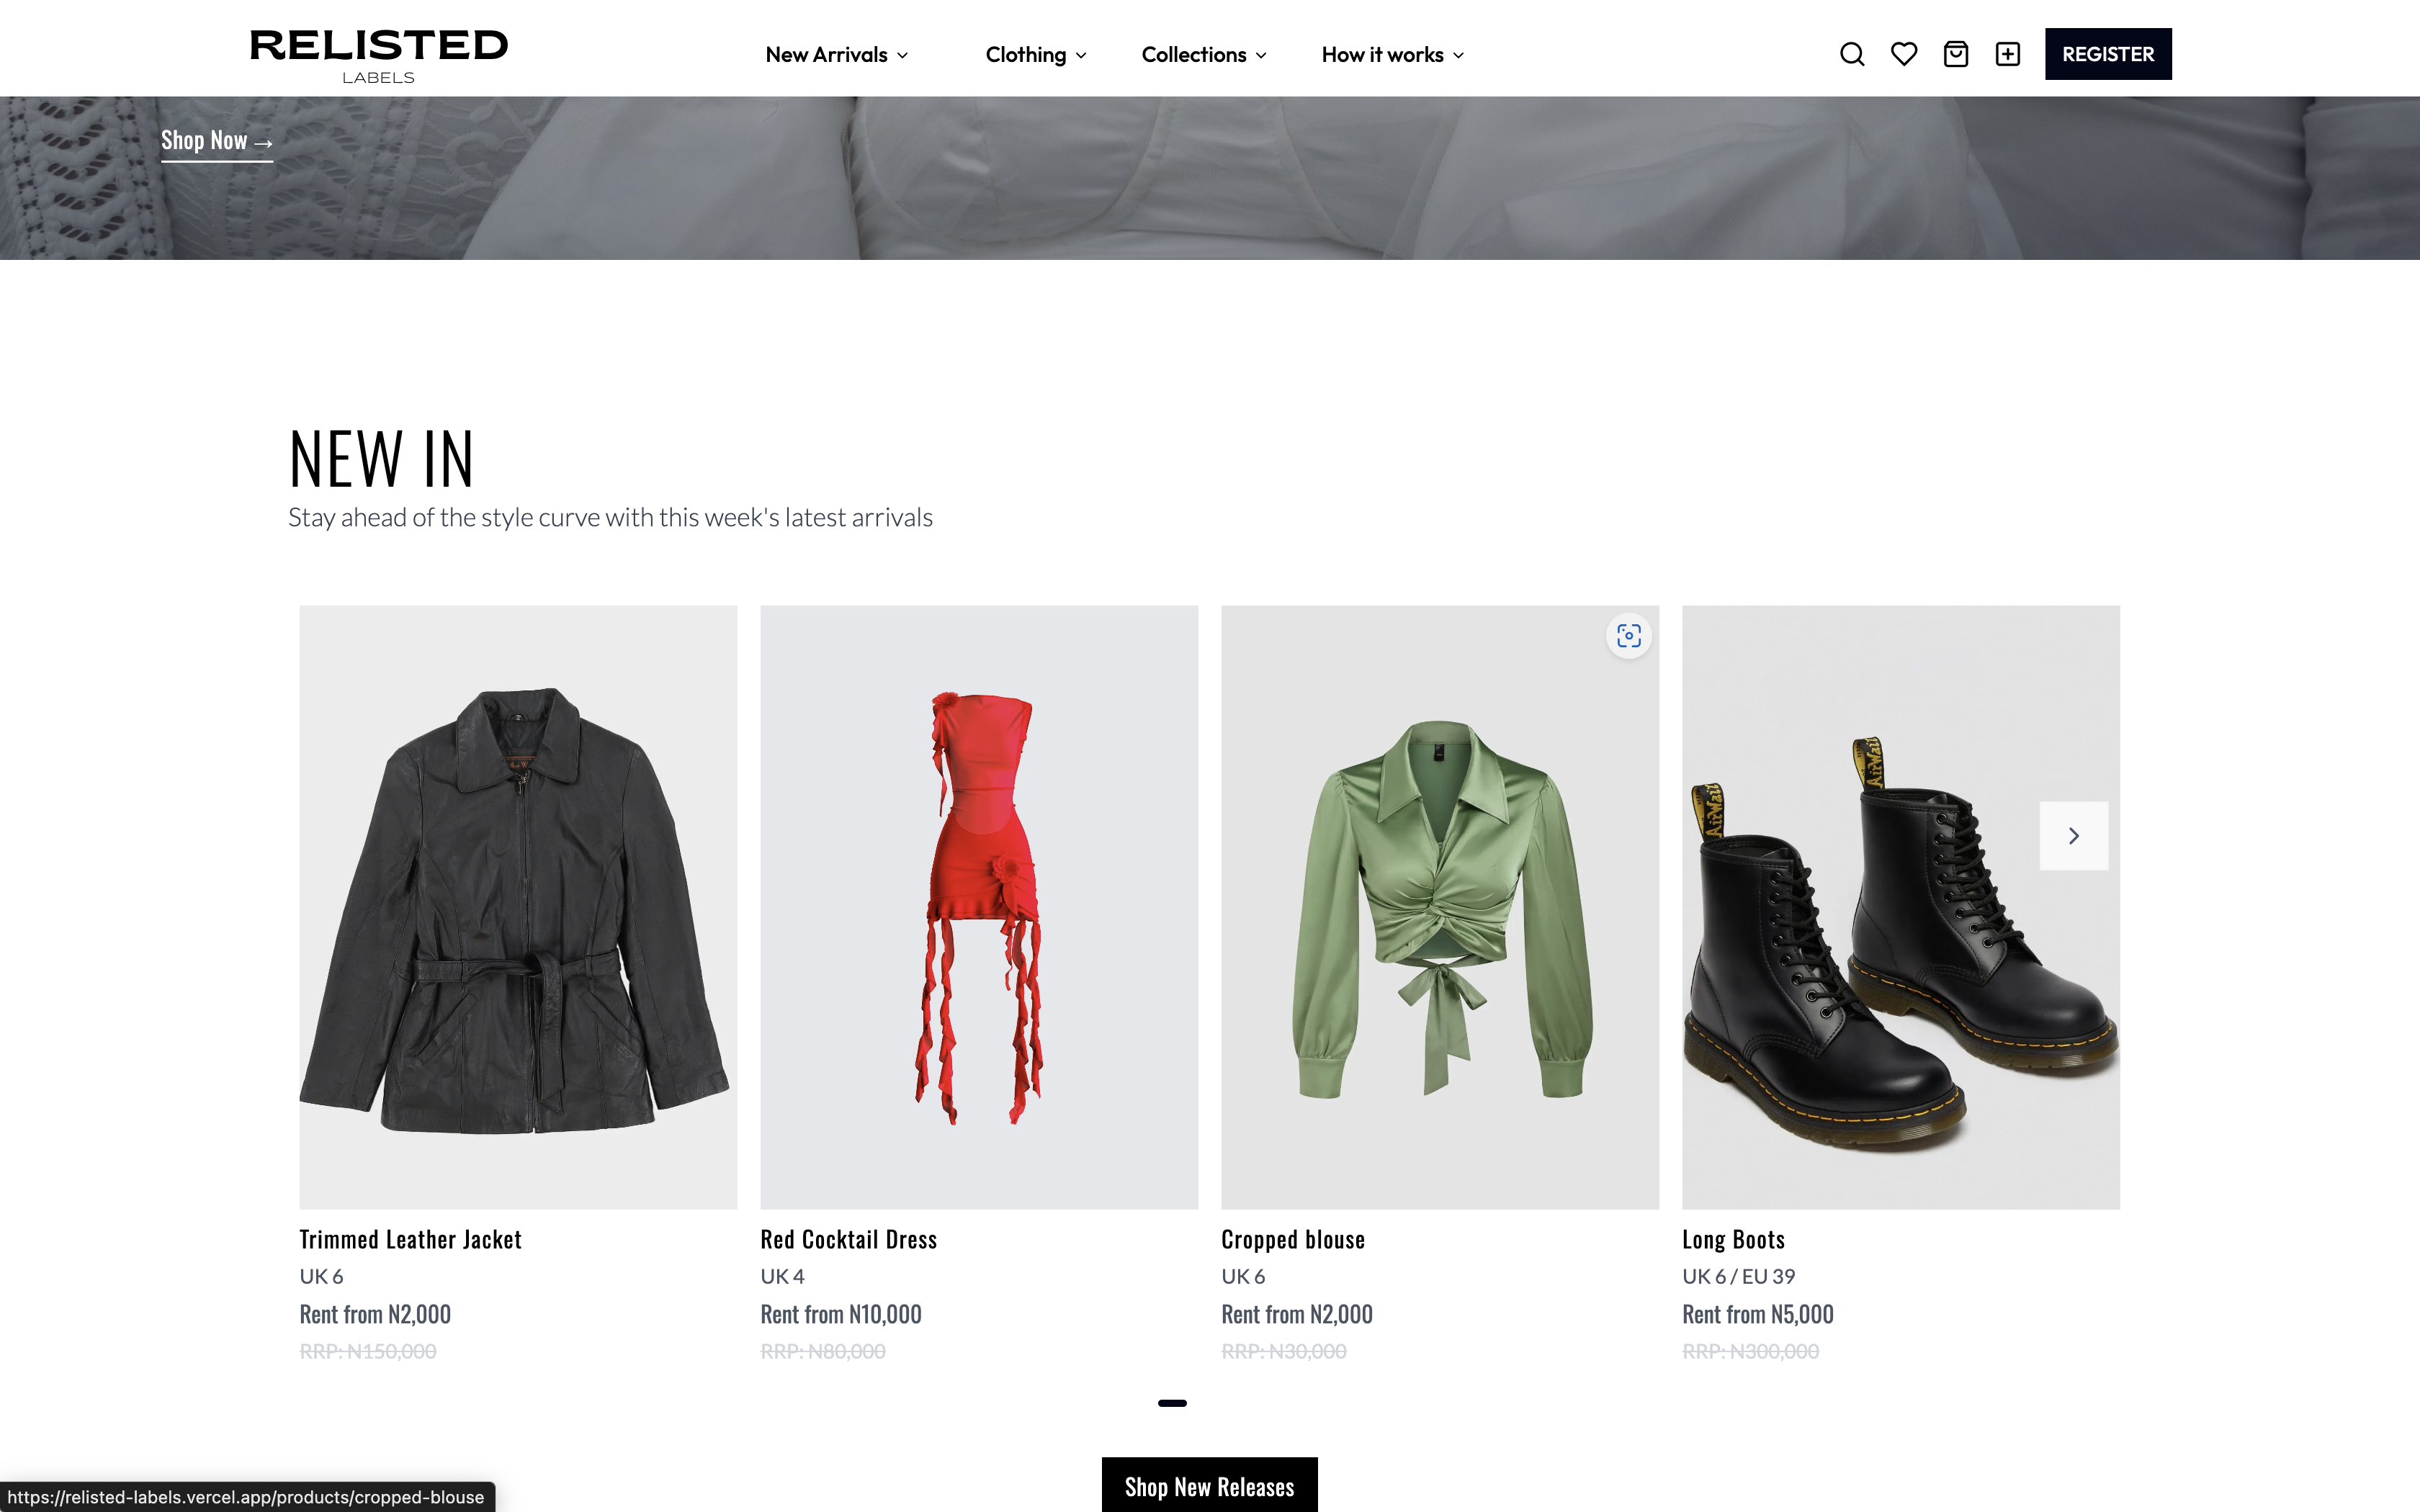 RELISTED
LABELS
New Arrivals
Clothing
Collections
How it works
REGISTER
Shop Now →
NEW IN
Stay ahead of the style curve with this week's latest arrivals
AirWair
AirWair
Trimmed Leather Jacket
UK 6
Rent from N2,000
RRP: N150,000
Red Cocktail Dress
UK 4
Rent from N10,000
RRP: N80,000
Cropped blouse
UK 6
Rent from N2,000
RRP: N30,000
Long Boots
UK 6 / EU 39
Rent from N5,000
RRP: N300,000
Shop New Releases
https://relisted-labels.vercel.app/products/cropped-blouse